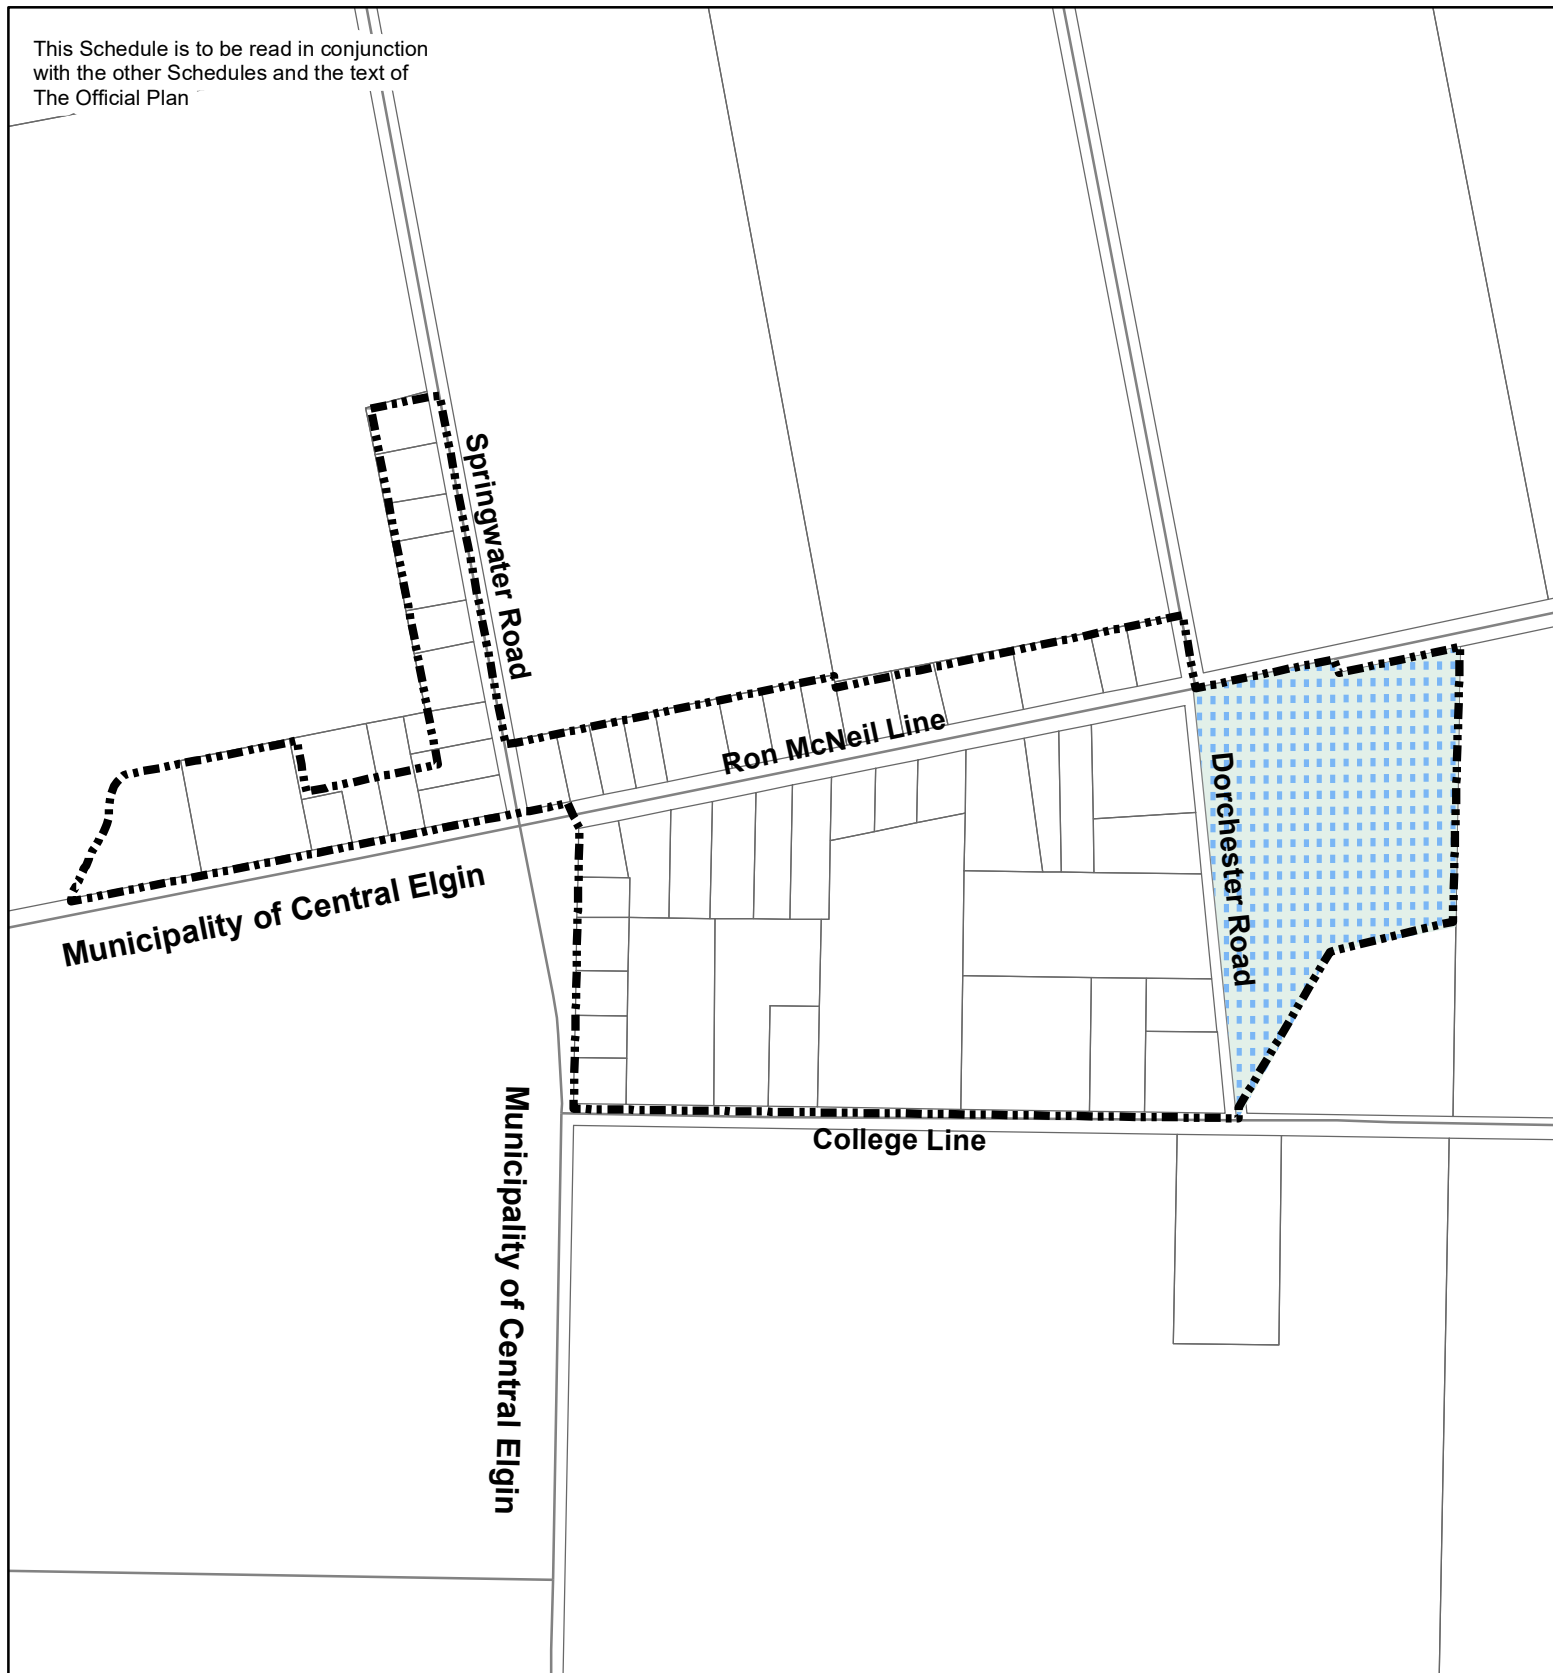 This Schedule is to be read in conjunction
with the other Schedules and the text of
The Official Plan
Springwater Road
Ron McNeil Line
Dorchester Road
Municipality of Central Elgin
College Line
Municipality of Central Elgin